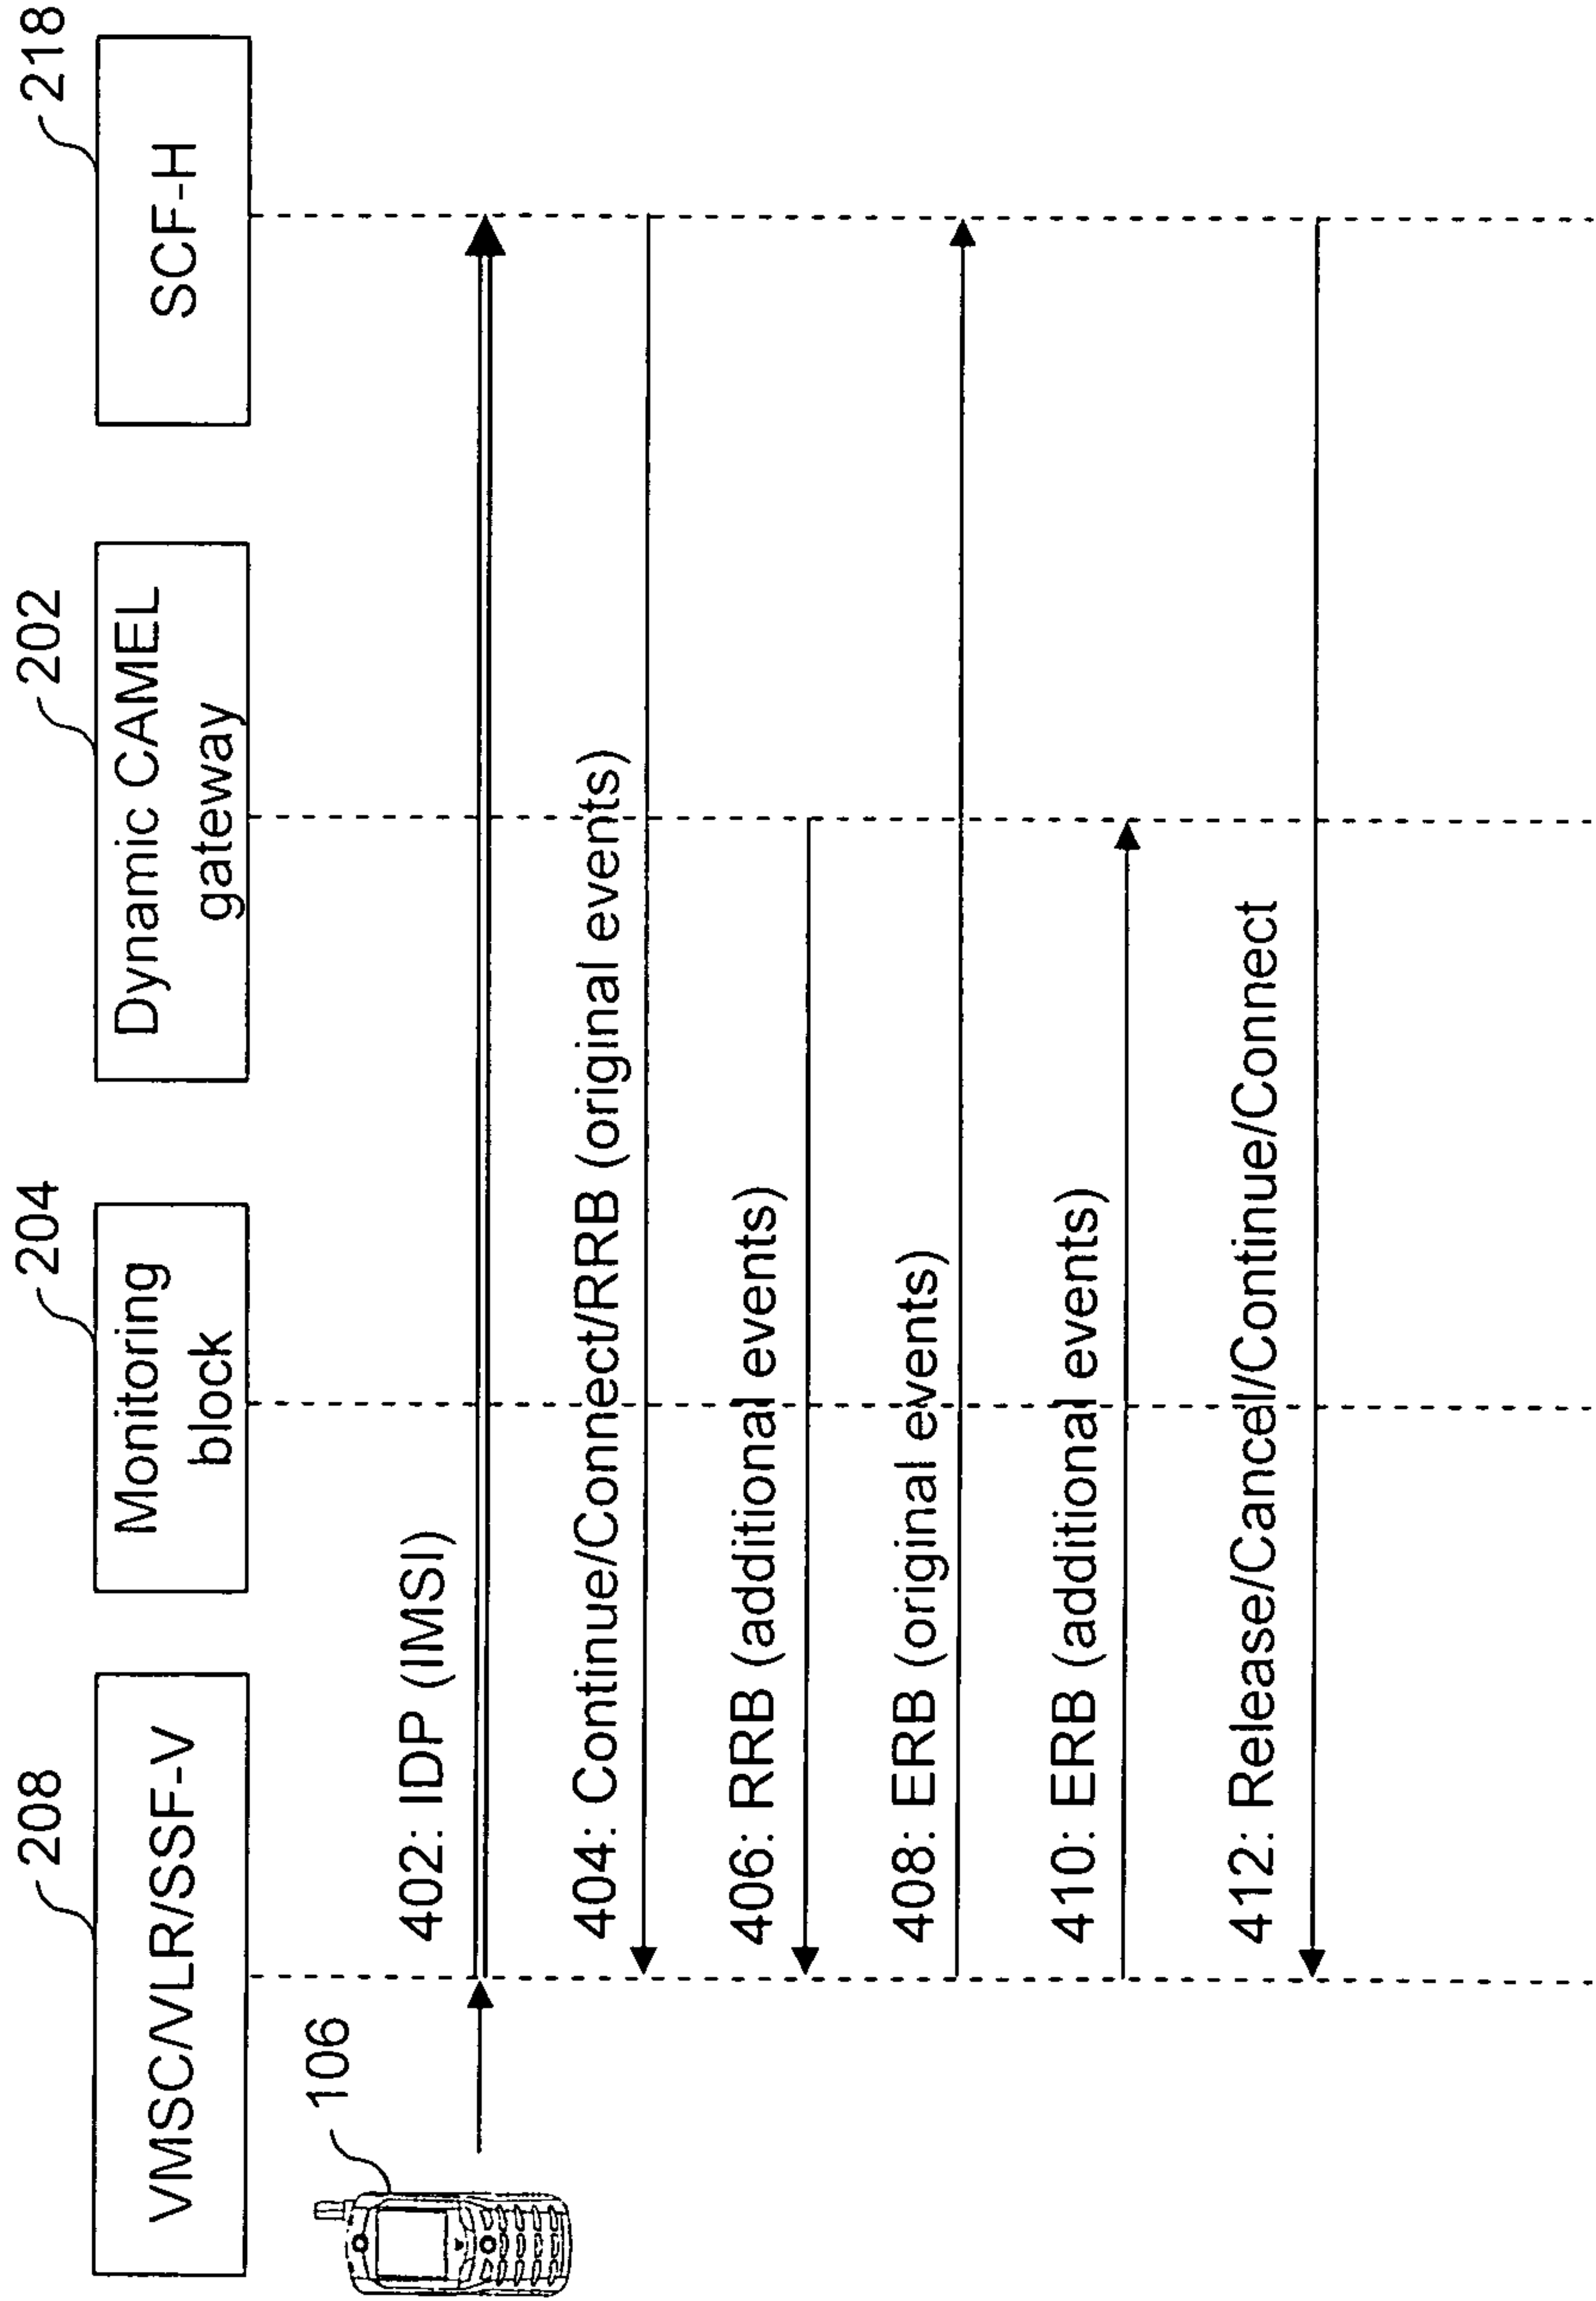 208
204
202
218
VMSC/VLR/SSF-V
Monitoring
block
Dynamic CAMEL
gateway
SCF-H
106
402: IDP (IMSI)
404: Continue/Connect/RRB (original events)
406: RRB (additional events)
408: ERB (original events)
410: ERB (additional events)
412: Release/Cancel/Continue/Connect